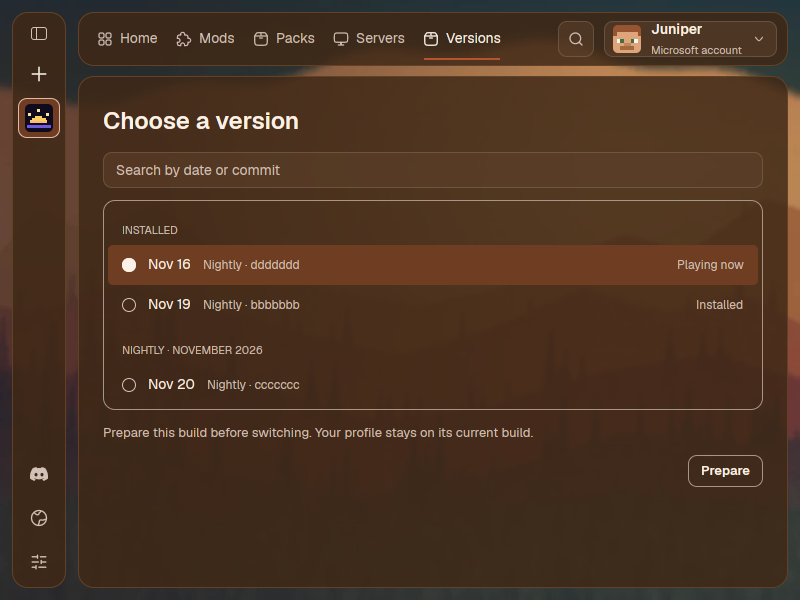 Home
Mods
Packs
Servers
Versions
Juniper
Microsoft account
Choose a version
Search by date or commit
INSTALLED
Nov 16 Nightly · ddddddd Playing now
Nov 19 Nightly · bbbbbbb Installed
NIGHTLY · NOVEMBER 2026
Nov 20 Nightly · ccccccc
Prepare this build before switching. Your profile stays on its current build.
Prepare